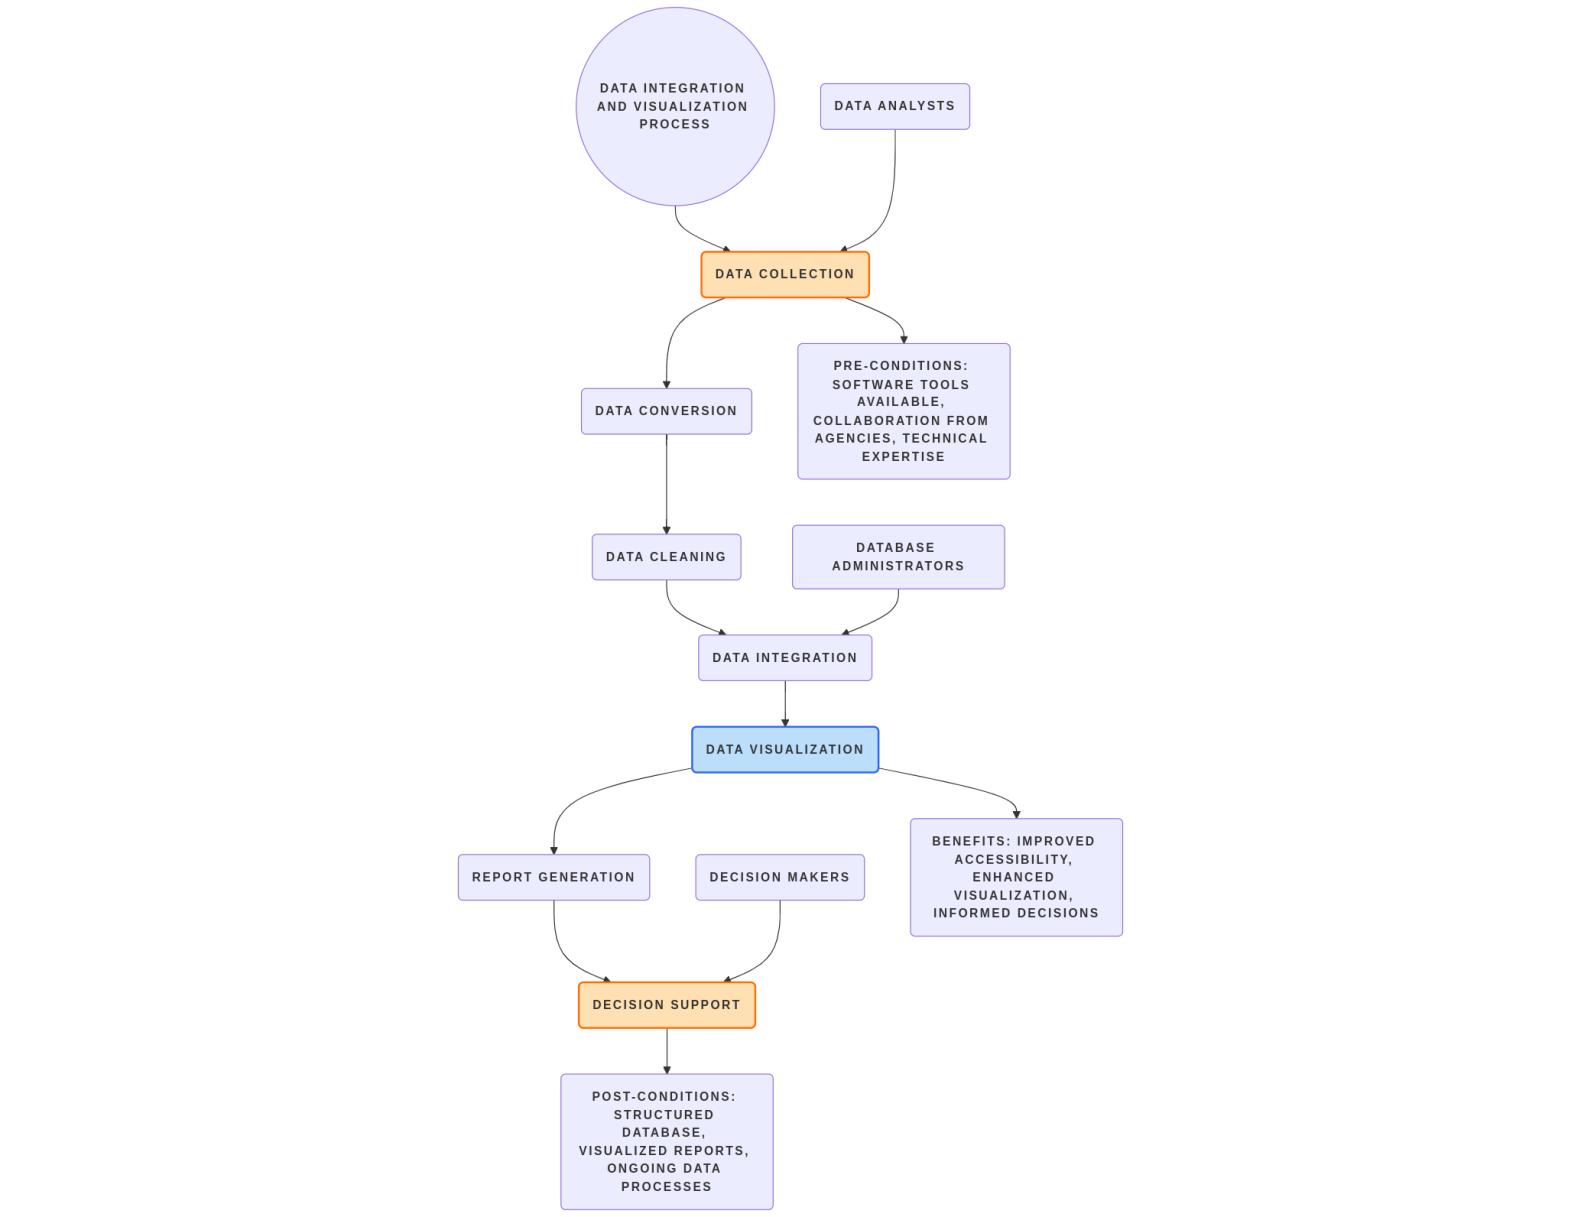 DATA INTEGRATION
AND VISUALIZATION
PROCESS
DATA ANALYSTS
DATA COLLECTION
PRE-CONDITIONS:
SOFTWARE TOOLS
AVAILABLE,
COLLABORATION FROM
AGENCIES, TECHNICAL
EXPERTISE
DATA CONVERSION
DATA CLEANING
DATABASE
ADMINISTRATORS
DATA INTEGRATION
DATA VISUALIZATION
REPORT GENERATION
DECISION MAKERS
BENEFITS: IMPROVED
ACCESSIBILITY,
ENHANCED
VISUALIZATION,
INFORMED DECISIONS
DECISION SUPPORT
POST-CONDITIONS:
STRUCTURED
DATABASE,
VISUALIZED REPORTS,
ONGOING DATA
PROCESSES